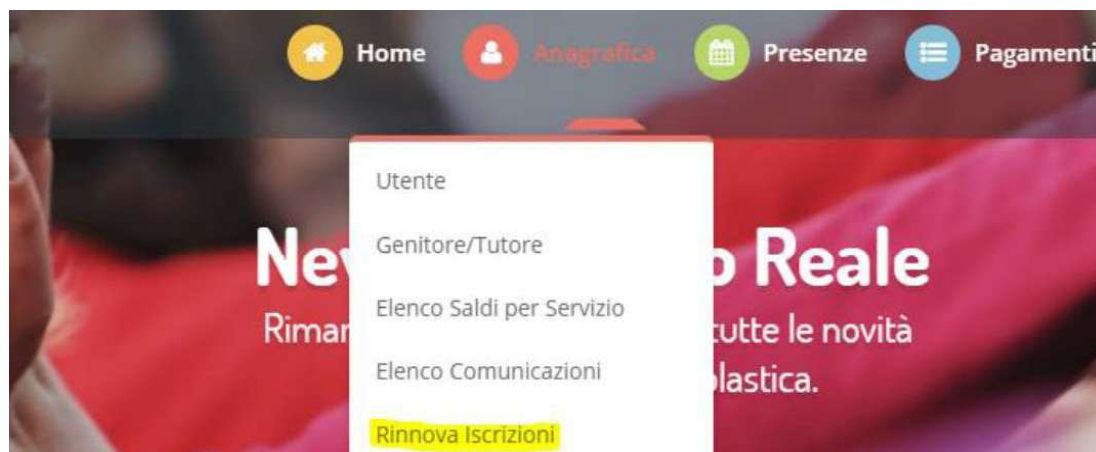 Home Anagrafica Presenze Pagamenti
Utente
Genitore/Tutore
Elenco Saldi per Servizio
Elenco Comunicazioni
Rinnova Iscrizioni
Reale
tutte le novità